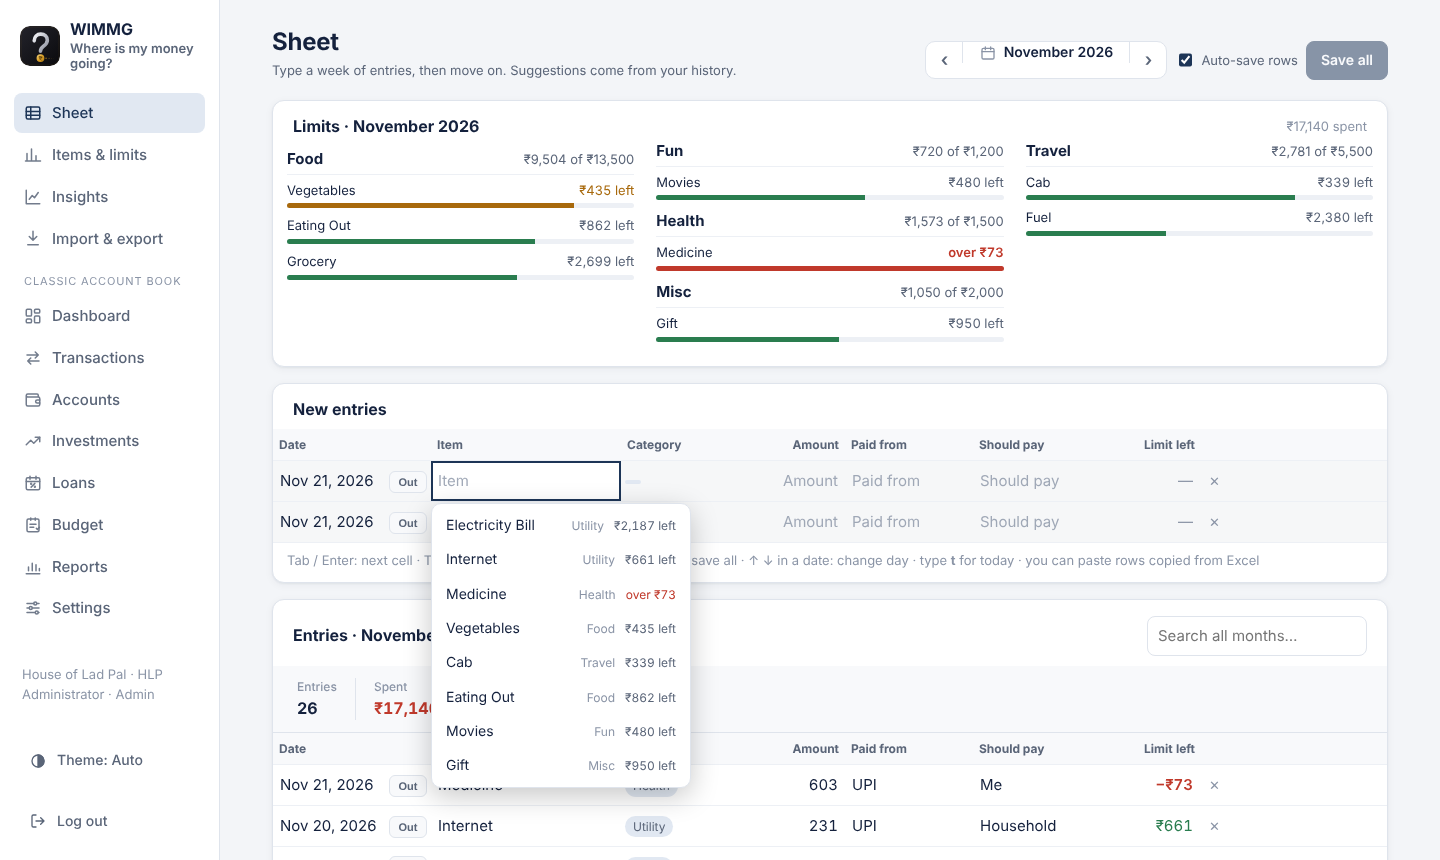 WIMMG
Where is my money
going?
Sheet
Items & limits
Insights
Import & export
CLASSIC ACCOUNT BOOK
Dashboard
Transactions
Accounts
Investments
Loans
Budget
Reports
Settings
House of Lad Pal · HLP
Administrator · Admin
Theme: Auto
Log out
Sheet
Type a week of entries, then move on. Suggestions come from your history.
‹ November 2026 ›
Auto-save rows
Save all
Limits · November 2026
₹17,140 spent
Food ₹9,504 of ₹13,500
Vegetables ₹435 left
Eating Out ₹862 left
Grocery ₹2,699 left
Fun ₹720 of ₹1,200
Movies ₹480 left
Health ₹1,573 of ₹1,500
Medicine over ₹73
Misc ₹1,050 of ₹2,000
Gift ₹950 left
Travel ₹2,781 of ₹5,500
Cab ₹339 left
Fuel ₹2,380 left
New entries
Date Item Category Amount Paid from Should pay Limit left
Nov 21, 2026 Out Item Amount Paid from Should pay — ×
Nov 21, 2026 Out Amount Paid from Should pay — ×
Tab / Enter: next cell · T save all · ↑ ↓ in a date: change day · type t for today · you can paste rows copied from Excel
Electricity Bill Utility ₹2,187 left
Internet Utility ₹661 left
Medicine Health over ₹73
Vegetables Food ₹435 left
Cab Travel ₹339 left
Eating Out Food ₹862 left
Movies Fun ₹480 left
Gift Misc ₹950 left
Entries · Novembe
Search all months...
Entries Spent
26 ₹17,140
Date Amount Paid from Should pay Limit left
Nov 21, 2026 Out Medicine Health 603 UPI Me −₹73 ×
Nov 20, 2026 Out Internet Utility 231 UPI Household ₹661 ×